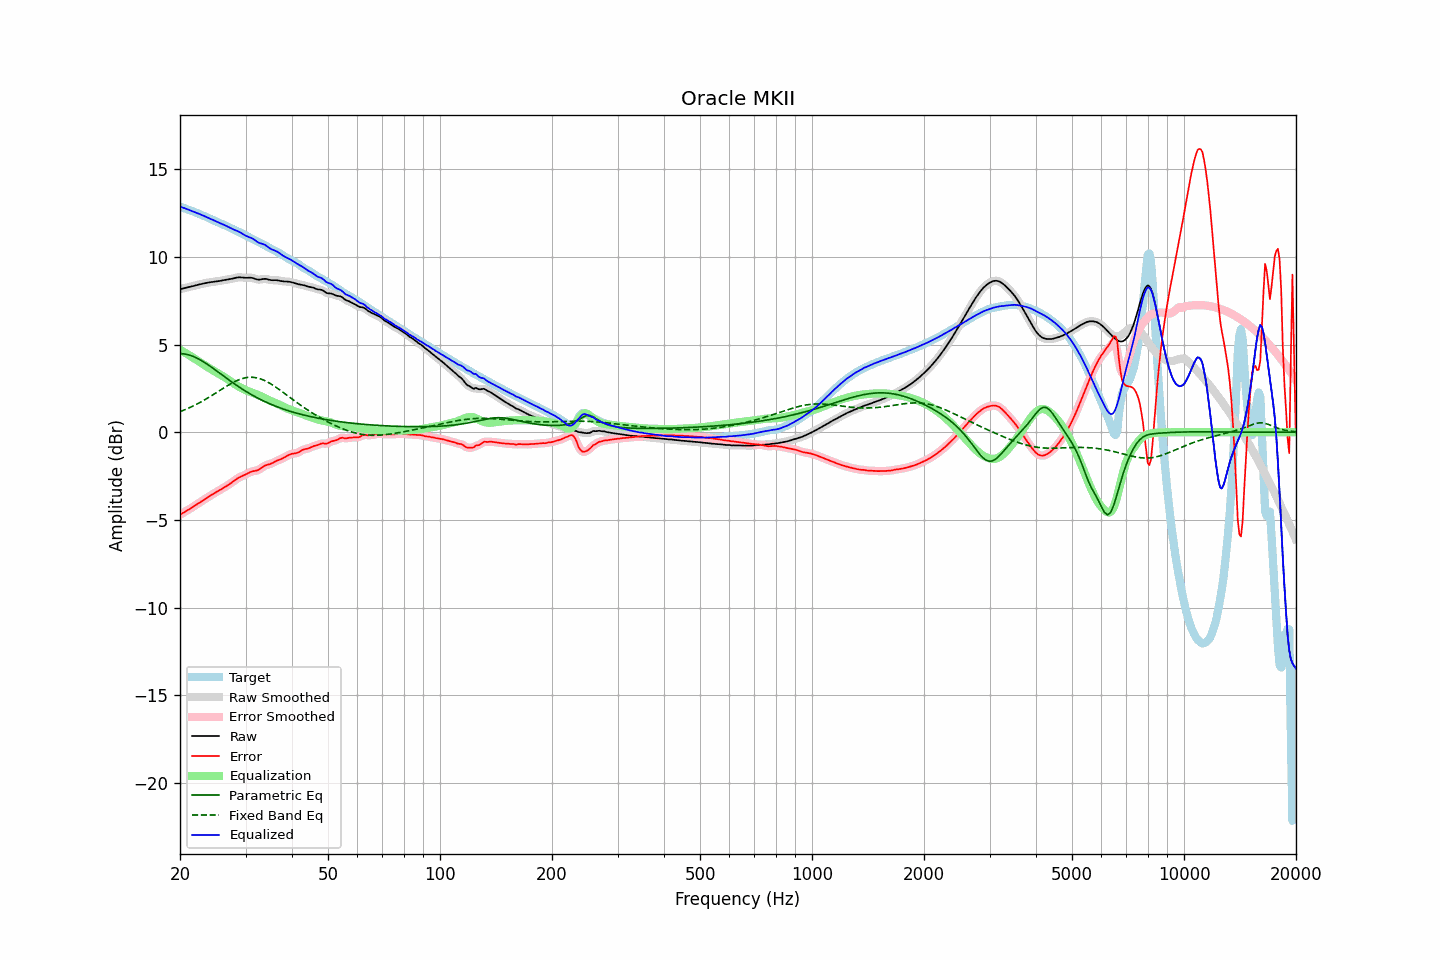 Oracle MKII
Amplitude (dBr)
15
10
5
0
−5
−10
−15
−20
Target
Raw Smoothed
Error Smoothed
Raw
Error
Equalization
Parametric Eq
Fixed Band Eq
Equalized
20 50 100 200 500 1000 2000 5000 10000 20000
Frequency (Hz)